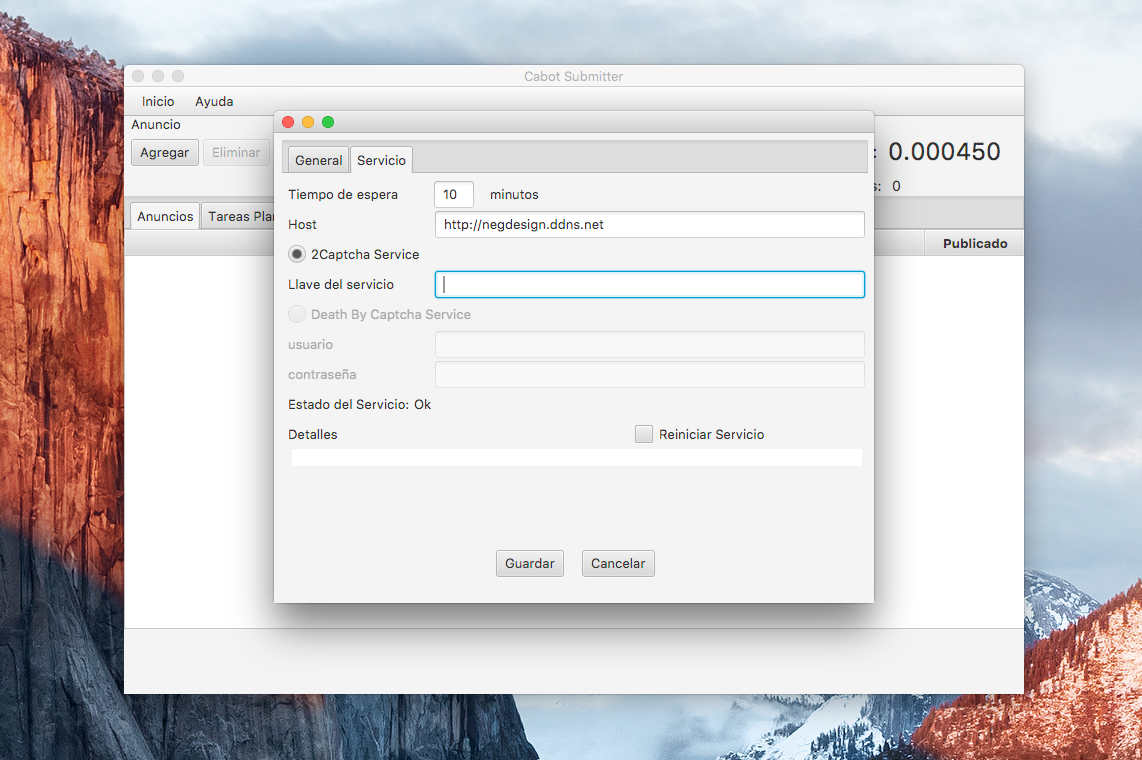 Cabot Submitter
Inicio Ayuda
Anuncio
Agregar Eliminar : 0.000450
s: 0
Anuncios Tareas Plan
Publicado
General Servicio
Tiempo de espera 10 minutos
Host http://negdesign.ddns.net
2Captcha Service
Llave del servicio
Death By Captcha Service
usuario
contraseña
Estado del Servicio: Ok
Detalles Reiniciar Servicio
Guardar Cancelar